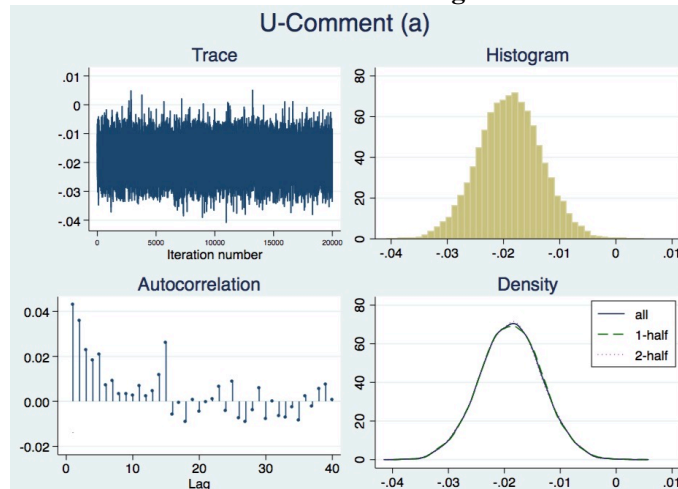 U-Comment (a)
Trace
.01
0
-.01
-.02
-.03
-.04
0 5000 10000 15000 20000
Iteration number
Histogram
80
60
40
20
0
-.04 -.03 -.02 -.01 0 .01
Autocorrelation
0.04
0.02
0.00
-0.02
0 10 20 30 40
Lag
Density
80
60
40
20
0
all
1-half
2-half
-.04 -.03 -.02 -.01 0 .01